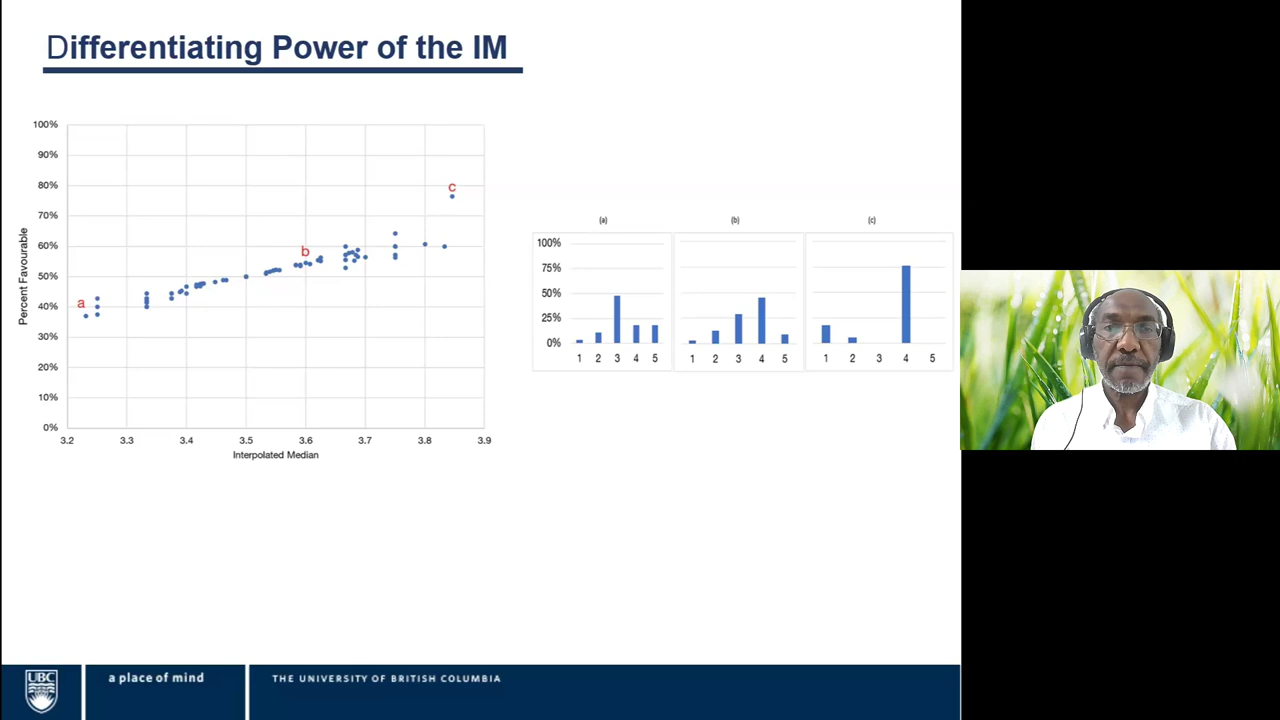 Differentiating Power of the IM
100%
90%
80%
70%
60%
50%
40%
30%
20%
10%
0%
Percent Favourable
a
b
c
3.2 3.3 3.4 3.5 3.6 3.7 3.8 3.9
Interpolated Median
(a) (b) (c)
100%
75%
50%
25%
0%
1 2 3 4 5 1 2 3 4 5 1 2 3 4 5
UBC
a place of mind
THE UNIVERSITY OF BRITISH COLUMBIA